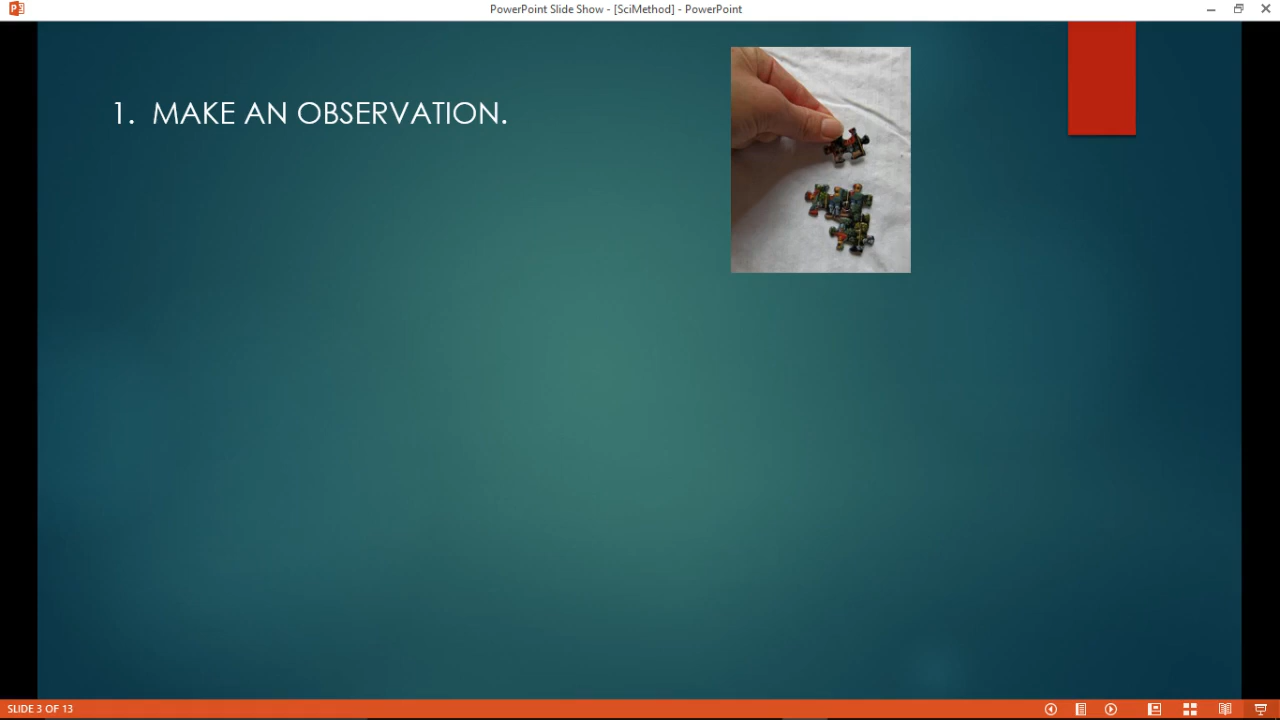 PowerPoint Slide Show - [SciMethod] - PowerPoint
1. MAKE AN OBSERVATION.
SLIDE 3 OF 13